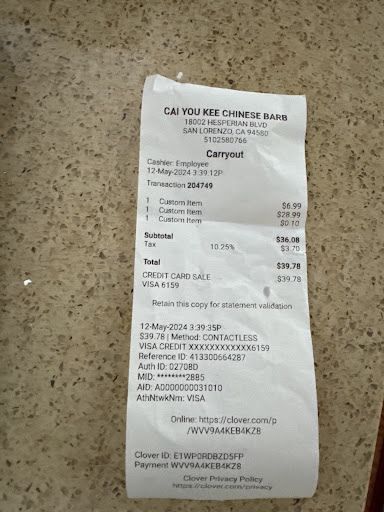 CAI YOU KEE CHINESE BARB
18002 HESPERIAN BLVD
SAN LORENZO, CA 94580
5102580766
Carryout
Cashier: Employee
12-May-2024 3:39:12P
Transaction 204749
1 Custom Item $6.99
1 Custom Item $28.99
1 Custom Item $0.10
Subtotal $36.08
Tax 10.25% $3.70
Total $39.78
CREDIT CARD SALE $39.78
VISA 6159
Retain this copy for statement validation
12-May-2024 3:39:35P
$39.78 | Method: CONTACTLESS
VISA CREDIT XXXXXXXXXXXX6159
Reference ID: 413300664287
Auth ID: 02708D
MID: ********2885
AID: A0000000031010
AthNtwkNm: VISA
Online: https://clover.com/p
/WVV9A4KEB4KZ8
Clover ID: E1WP0RDBZD5FP
Payment WVV9A4KEB4KZ8
Clover Privacy Policy
https://clover.com/privacy